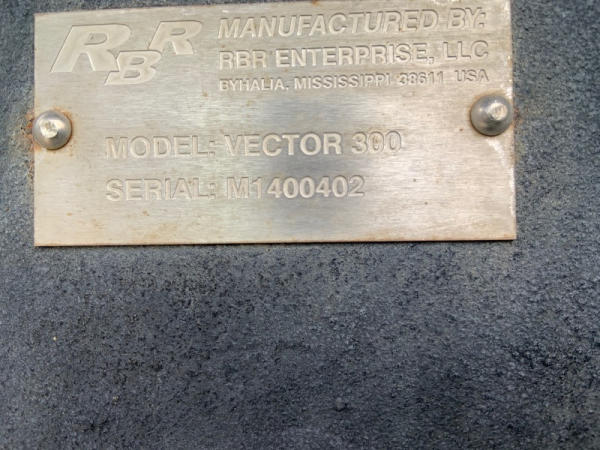 RBR
MANUFACTURED BY:
RBR ENTERPRISE, LLC
BYHALIA, MISSISSIPPI 38611 USA
MODEL: VECTOR 300
SERIAL: M1400402